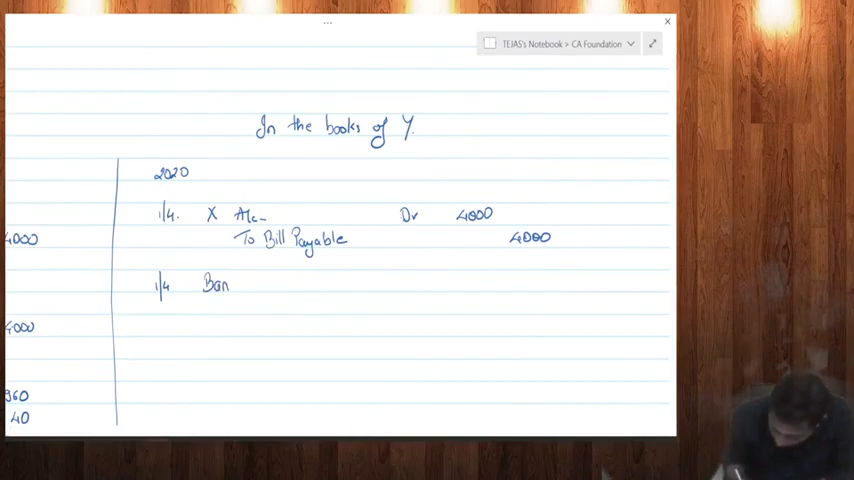 ...
TEJAS's Notebook > CA Foundation
In the books of Y.
2020
1/4. X A/c Dr 4000
4000 To Bill Payable 4000
1/4 Ban
4000
960
40